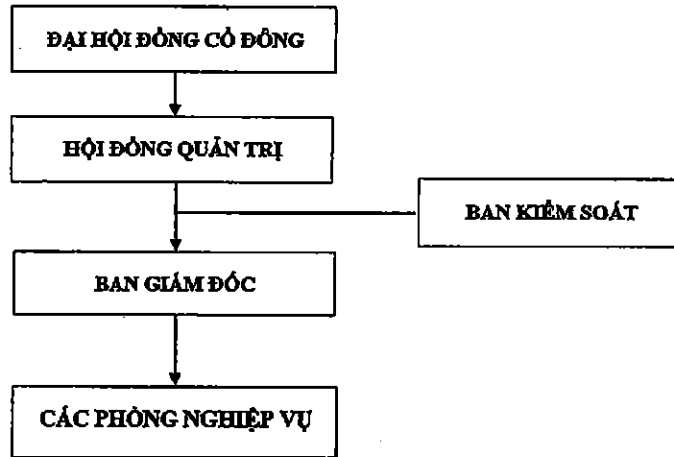 ĐẠI HỘI ĐỒNG CỔ ĐÔNG
HỘI ĐỒNG QUẢN TRỊ
BAN KIỂM SOÁT
BAN GIÁM ĐỐC
CÁC PHÒNG NGHIỆP VỤ